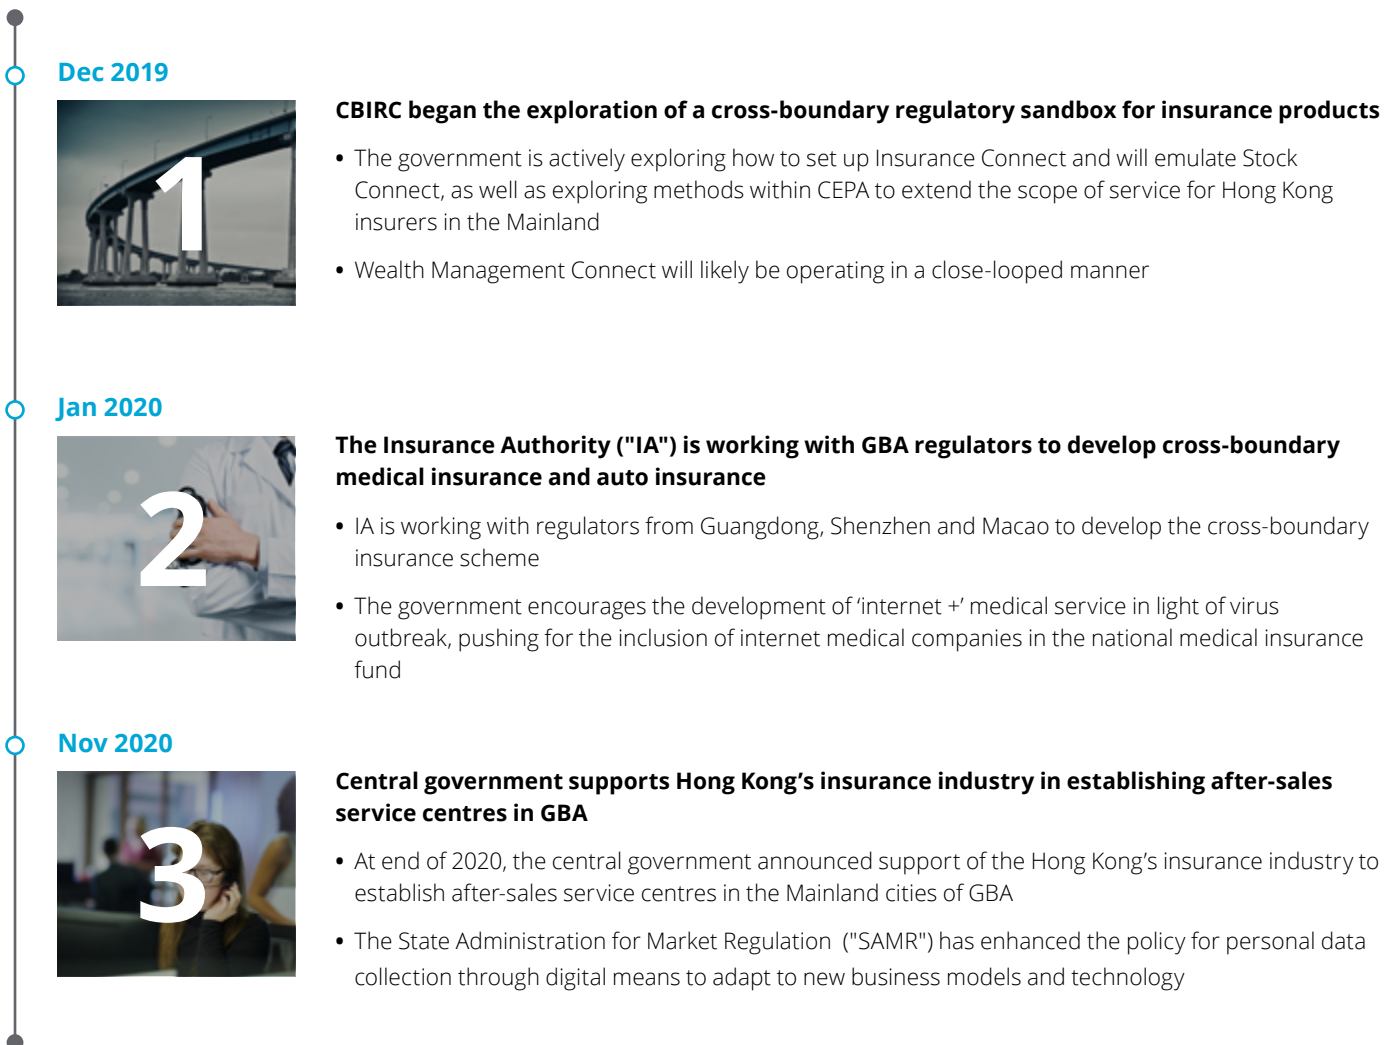 Dec 2019
1
CBIRC began the exploration of a cross-boundary regulatory sandbox for insurance products
• The government is actively exploring how to set up Insurance Connect and will emulate Stock
Connect, as well as exploring methods within CEPA to extend the scope of service for Hong Kong
insurers in the Mainland
• Wealth Management Connect will likely be operating in a close-looped manner
Jan 2020
2
The Insurance Authority ("IA") is working with GBA regulators to develop cross-boundary
medical insurance and auto insurance
• IA is working with regulators from Guangdong, Shenzhen and Macao to develop the cross-boundary
insurance scheme
• The government encourages the development of ‘internet +’ medical service in light of virus
outbreak, pushing for the inclusion of internet medical companies in the national medical insurance
fund
Nov 2020
3
Central government supports Hong Kong’s insurance industry in establishing after-sales
service centres in GBA
• At end of 2020, the central government announced support of the Hong Kong’s insurance industry to
establish after-sales service centres in the Mainland cities of GBA
• The State Administration for Market Regulation ("SAMR") has enhanced the policy for personal data
collection through digital means to adapt to new business models and technology